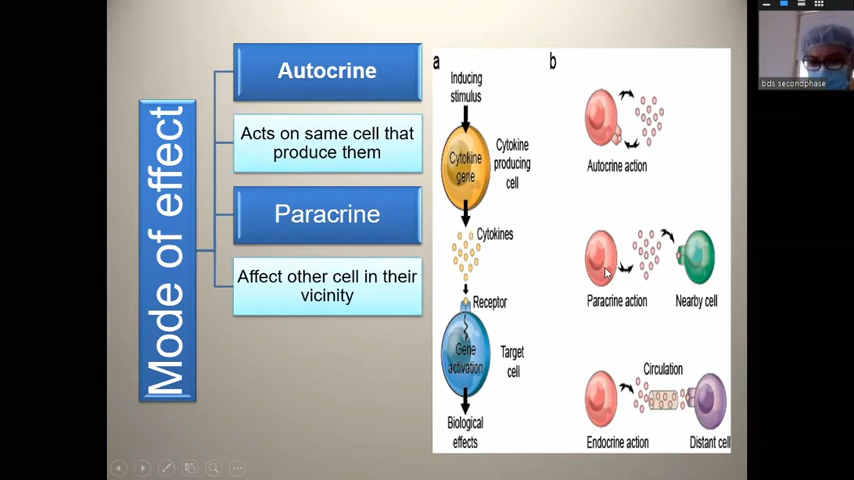 Mode of effect
Autocrine
Acts on same cell that
produce them
Paracrine
Affect other cell in their
vicinity
a
Inducing
stimulus
Cytokine
gene
Cytokine
producing
cell
Cytokines
Receptor
Gene
activation
Target
cell
Biological
effects
b
Autocrine action
Paracrine action
Nearby cell
Circulation
Endocrine action
Distant cell
bds secondphase